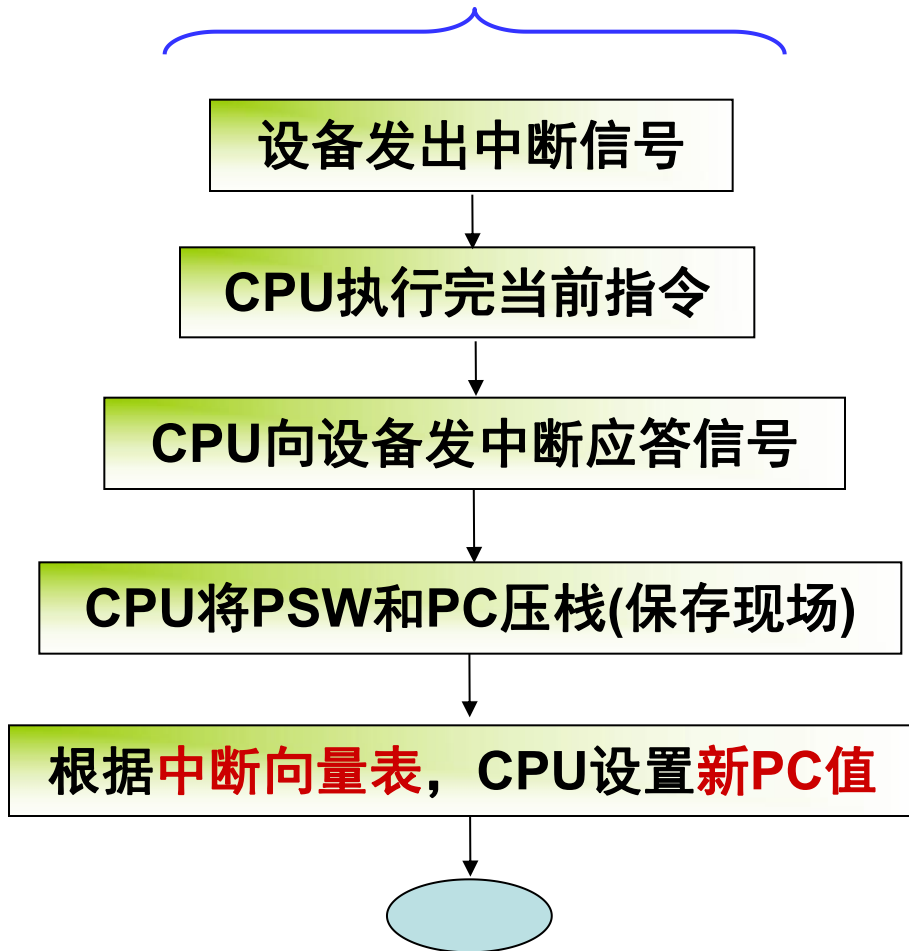 设备发出中断信号
CPU执行完当前指令
CPU向设备发中断应答信号
CPU将PSW和PC压栈(保存现场)
根据中断向量表，CPU设置新PC值